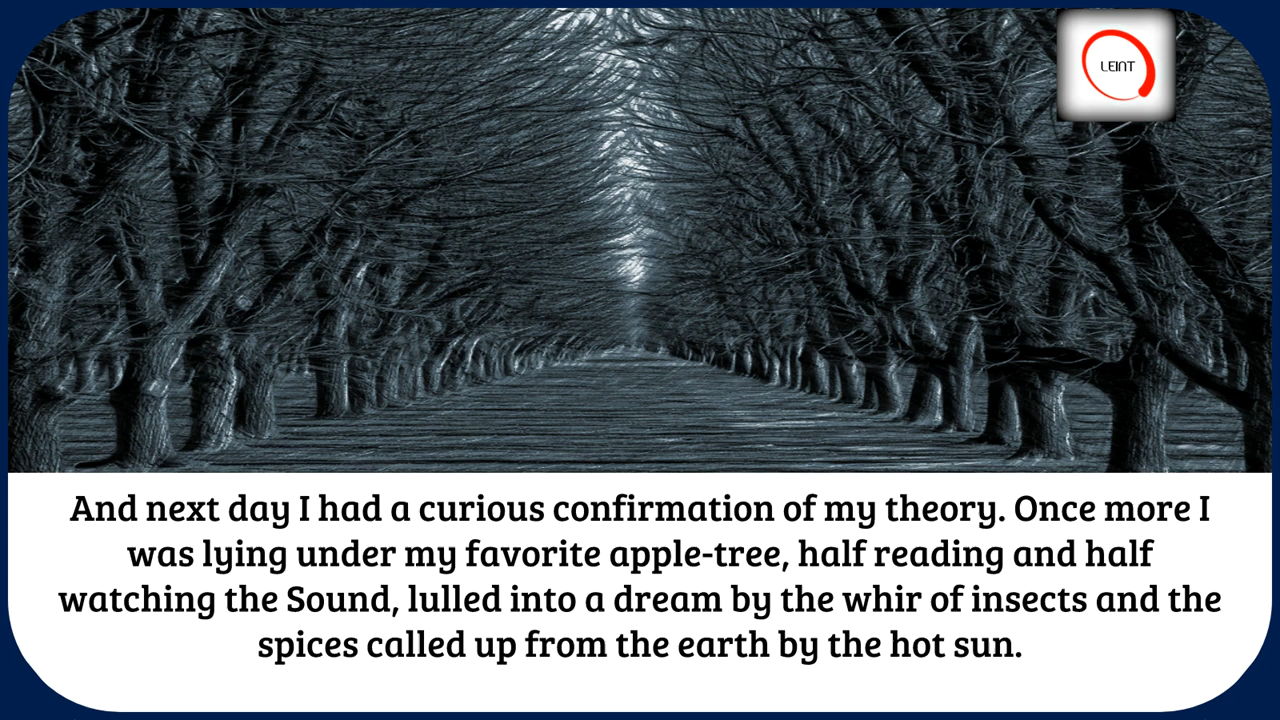 LEINT
And next day I had a curious confirmation of my theory. Once more I
was lying under my favorite apple-tree, half reading and half
watching the Sound, lulled into a dream by the whir of insects and the
spices called up from the earth by the hot sun.